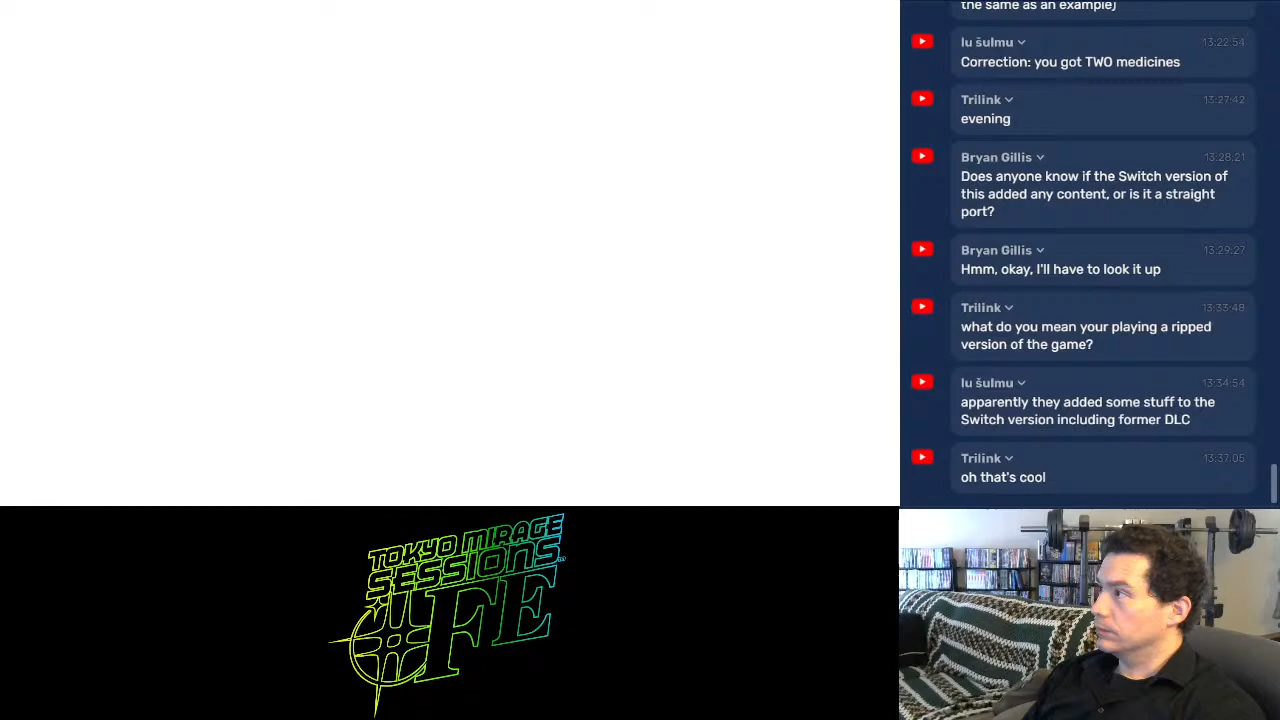 the same as an example)
lu šulmu
13:22:54
Correction: you got TWO medicines
Trilink
13:27:42
evening
Bryan Gillis
13:28:21
Does anyone know if the Switch version of
this added any content, or is it a straight
port?
Bryan Gillis
13:29:27
Hmm, okay, I'll have to look it up
Trilink
13:33:48
what do you mean your playing a ripped
version of the game?
lu šulmu
13:34:54
apparently they added some stuff to the
Switch version including former DLC
Trilink
13:37:05
oh that's cool
TOKYO MIRAGE
SESSIONS
#FE